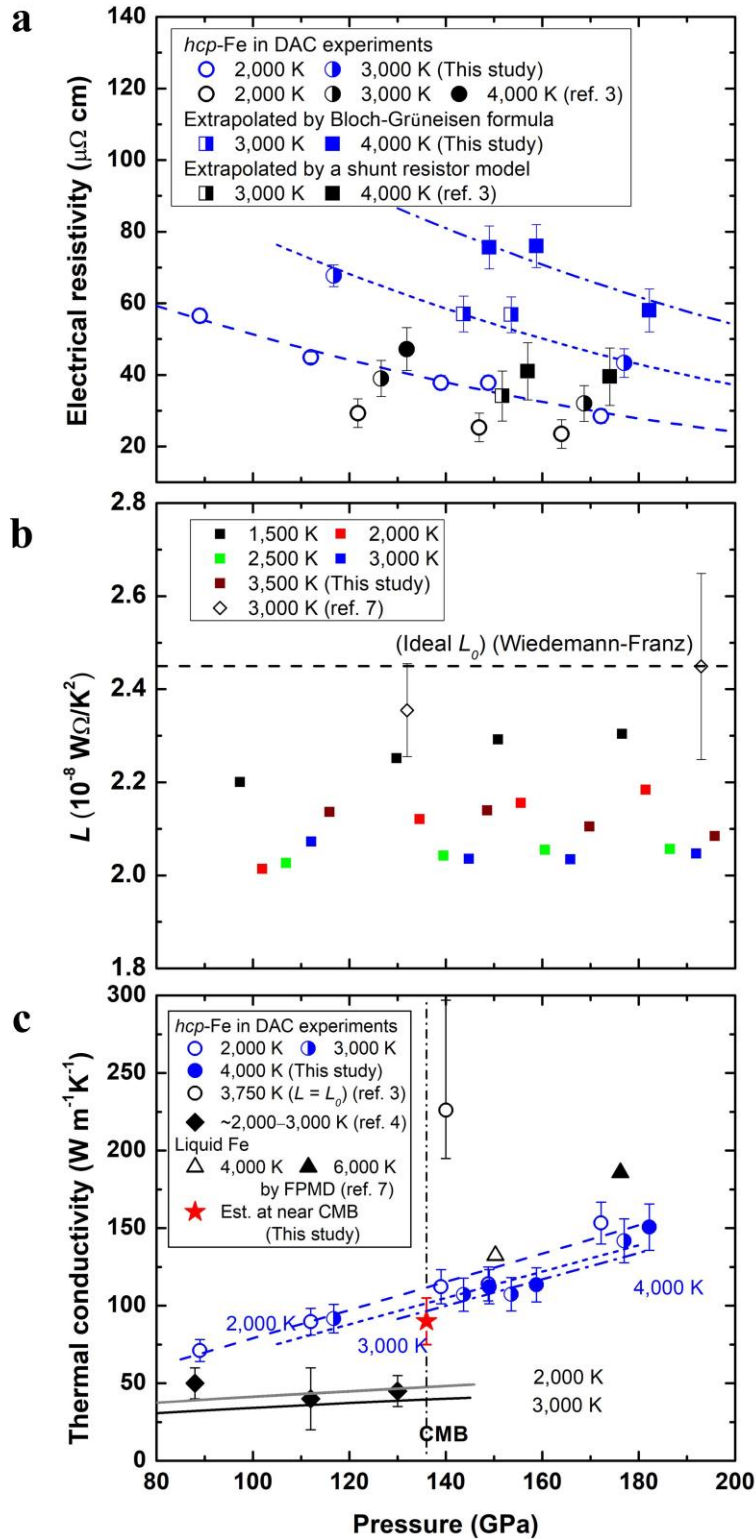 a
140
120
100
80
60
40
20
Electrical resistivity (μΩ cm)
hcp-Fe in DAC experiments
2,000 K 3,000 K (This study)
2,000 K 3,000 K 4,000 K (ref. 3)
Extrapolated by Bloch-Grüneisen formula
3,000 K 4,000 K (This study)
Extrapolated by a shunt resistor model
3,000 K 4,000 K (ref. 3)
b
2.8
2.6
2.4
2.2
2.0
1.8
L (10⁻⁸ WΩ/K²)
1,500 K 2,000 K
2,500 K 3,000 K
3,500 K (This study)
3,000 K (ref. 7)
(Ideal L₀) (Wiedemann-Franz)
c
300
250
200
150
100
50
0
Thermal conductivity (W m⁻¹K⁻¹)
hcp-Fe in DAC experiments
2,000 K 3,000 K
4,000 K (This study)
3,750 K (L = L₀) (ref. 3)
~2,000–3,000 K (ref. 4)
Liquid Fe
4,000 K 6,000 K
by FPMD (ref. 7)
Est. at near CMB
(This study)
2,000 K
3,000 K
4,000 K
2,000 K
3,000 K
CMB
80 100 120 140 160 180 200
Pressure (GPa)